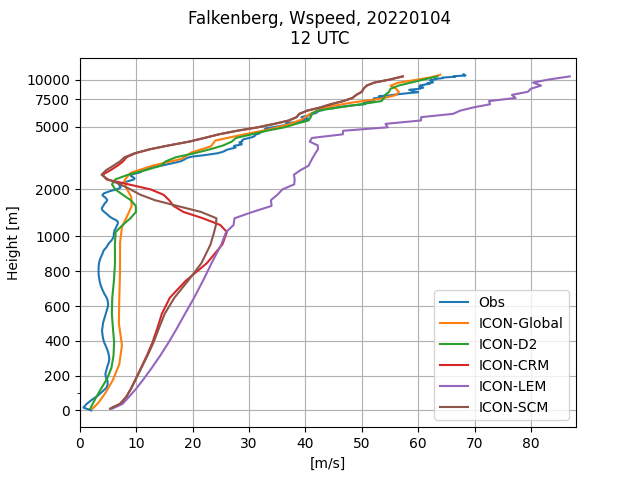 Falkenberg, Wspeed, 20220104
12 UTC
10000
7500
5000
2000
1000
800
600
400
200
0
Height [m]
Obs
ICON-Global
ICON-D2
ICON-CRM
ICON-LEM
ICON-SCM
0 10 20 30 40 50 60 70 80
[m/s]